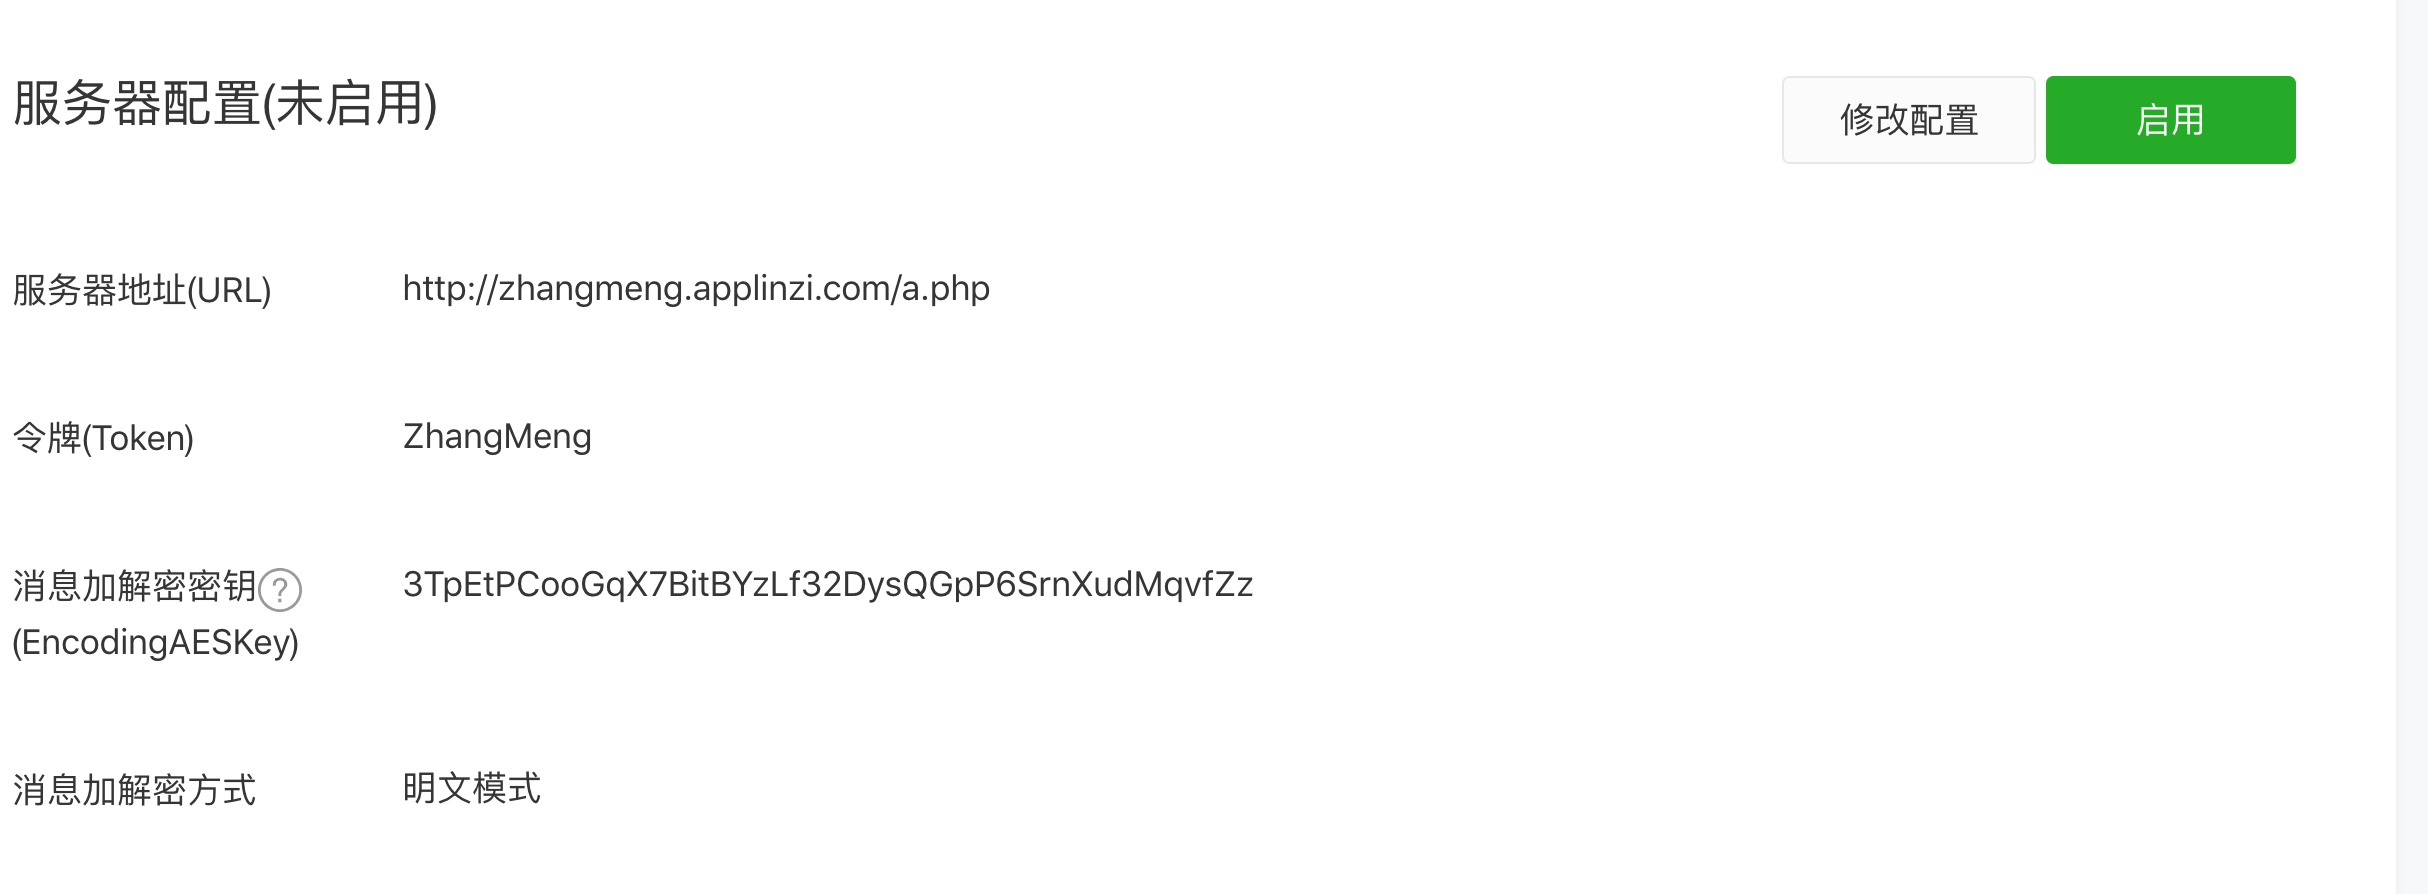 服务器配置(未启用)
修改配置
启用
服务器地址(URL)
http://zhangmeng.applinzi.com/a.php
令牌(Token)
ZhangMeng
消息加解密密钥?
(EncodingAESKey)
3TpEtPCooGqX7BitBYzLf32DysQGpP6SrnXudMqvfZz
消息加解密方式
明文模式